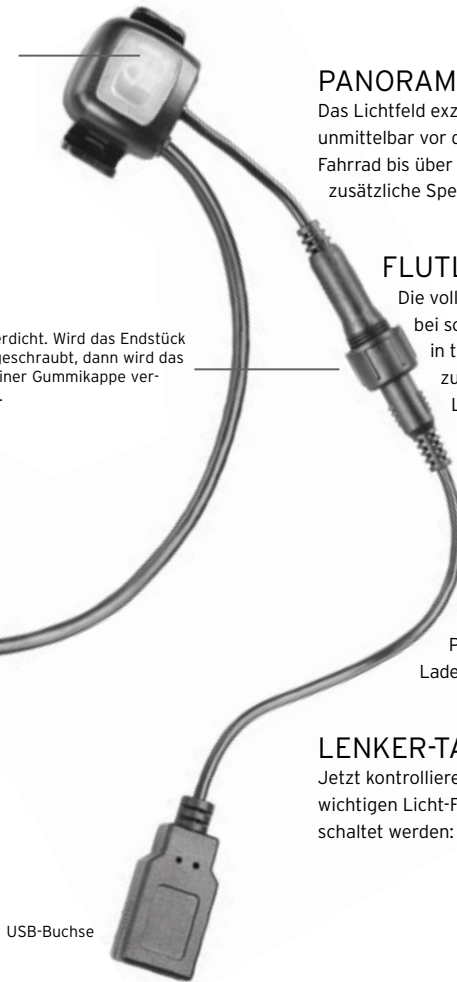 PANORAM
Das Lichtfeld exz
unmittelbar vor d
Fahrrad bis über
zusätzliche Spe
FLUTL
Die voll
bei sc
in t
zu
L
erdicht. Wird das Endstück
geschraubt, dann wird das
iner Gummikappe ver-
P
Lade
LENKER-TA
Jetzt kontrolliere
wichtigen Licht-F
schaltet werden:
USB-Buchse